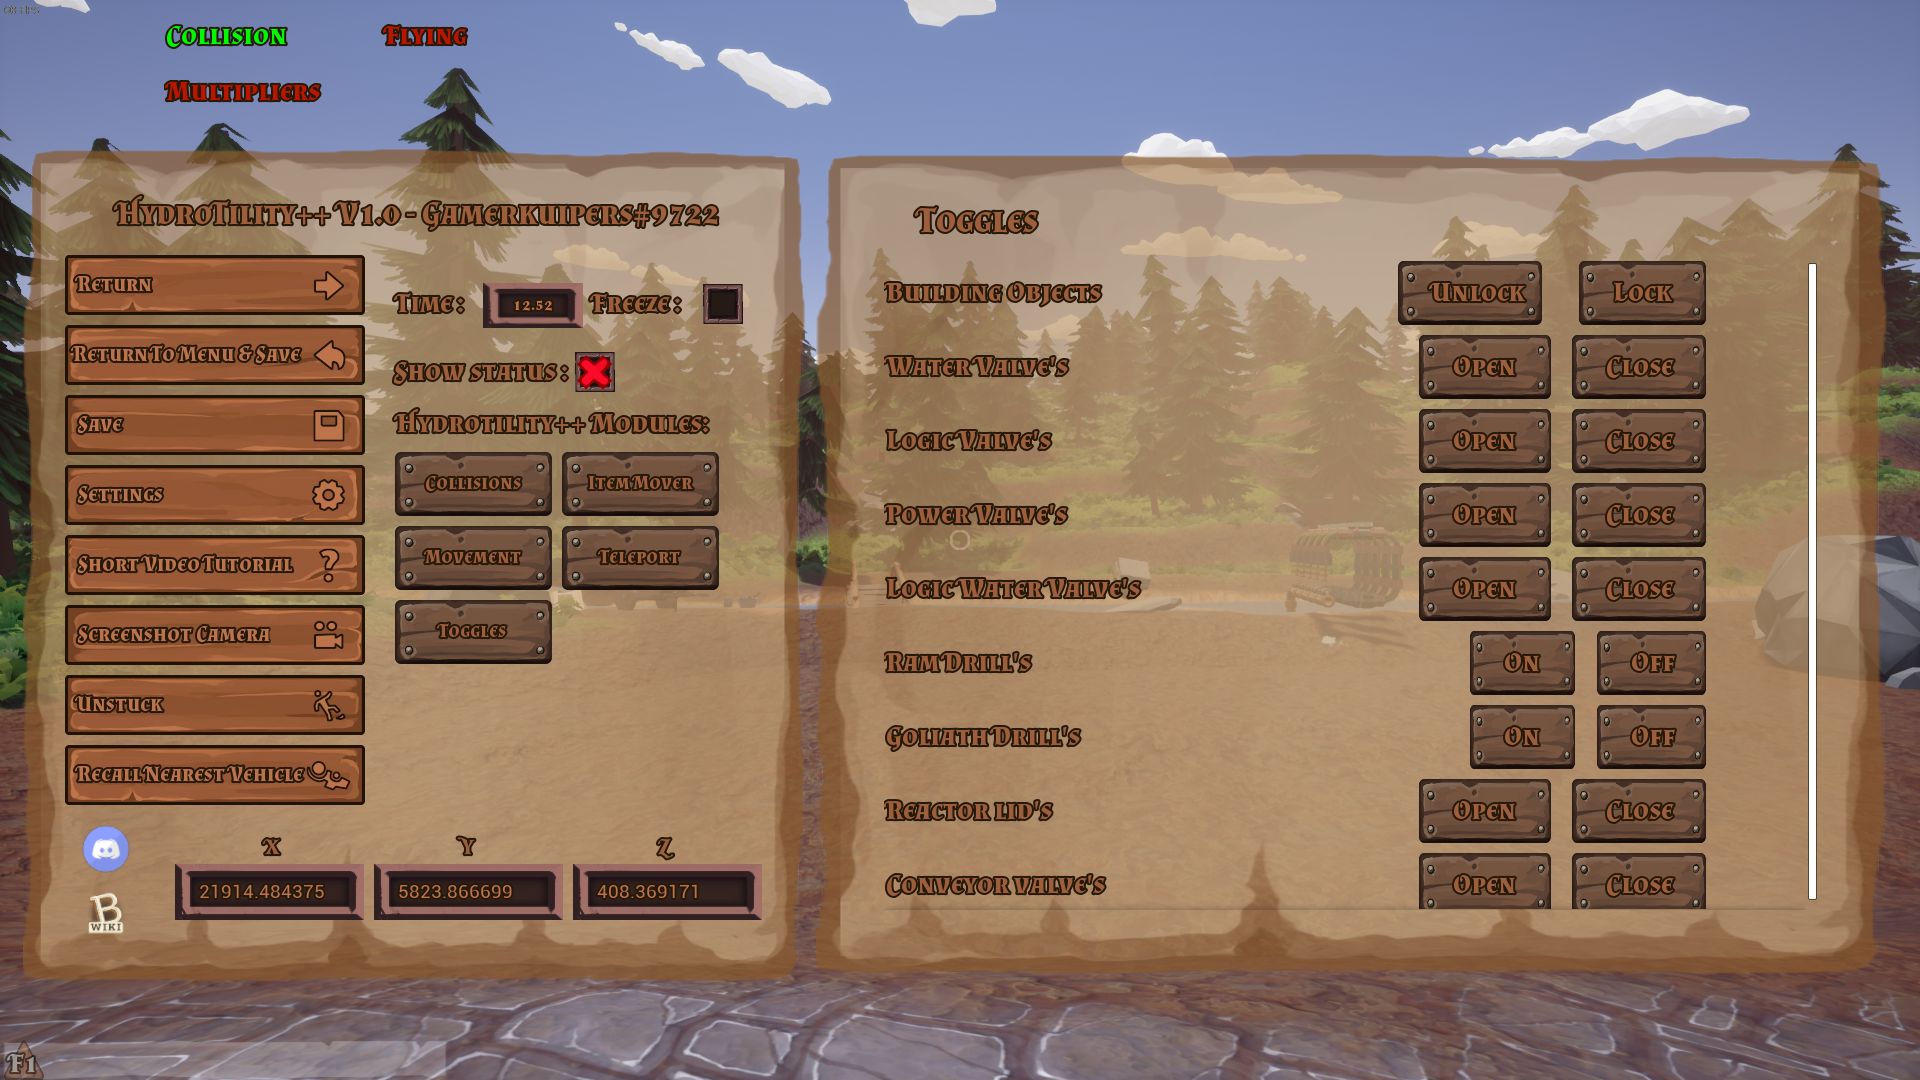 Collision Flying
Multipliers
HydroTility++ V1.0 - Gamerkuipers#9722
Return
Return To Menu & Save
Save
Settings
Short Video Tutorial
Screenshot Camera
Unstuck
Recall Nearest Vehicle
Time: 12.52 Freeze:
Show status:
Hydrotility++ Modules:
Collisions Item Mover
Movement Teleport
Toggles
X Y Z
21914.484375 5823.866699 408.369171
B
WIKI
Toggles
Building Objects Unlock Lock
Water Valve's Open Close
Logic Valve's Open Close
Power Valve's Open Close
Logic Water Valve's Open Close
Ram Drill's On Off
Goliath Drill's On Off
Reactor lid's Open Close
Conveyor valve's Open Close
F1